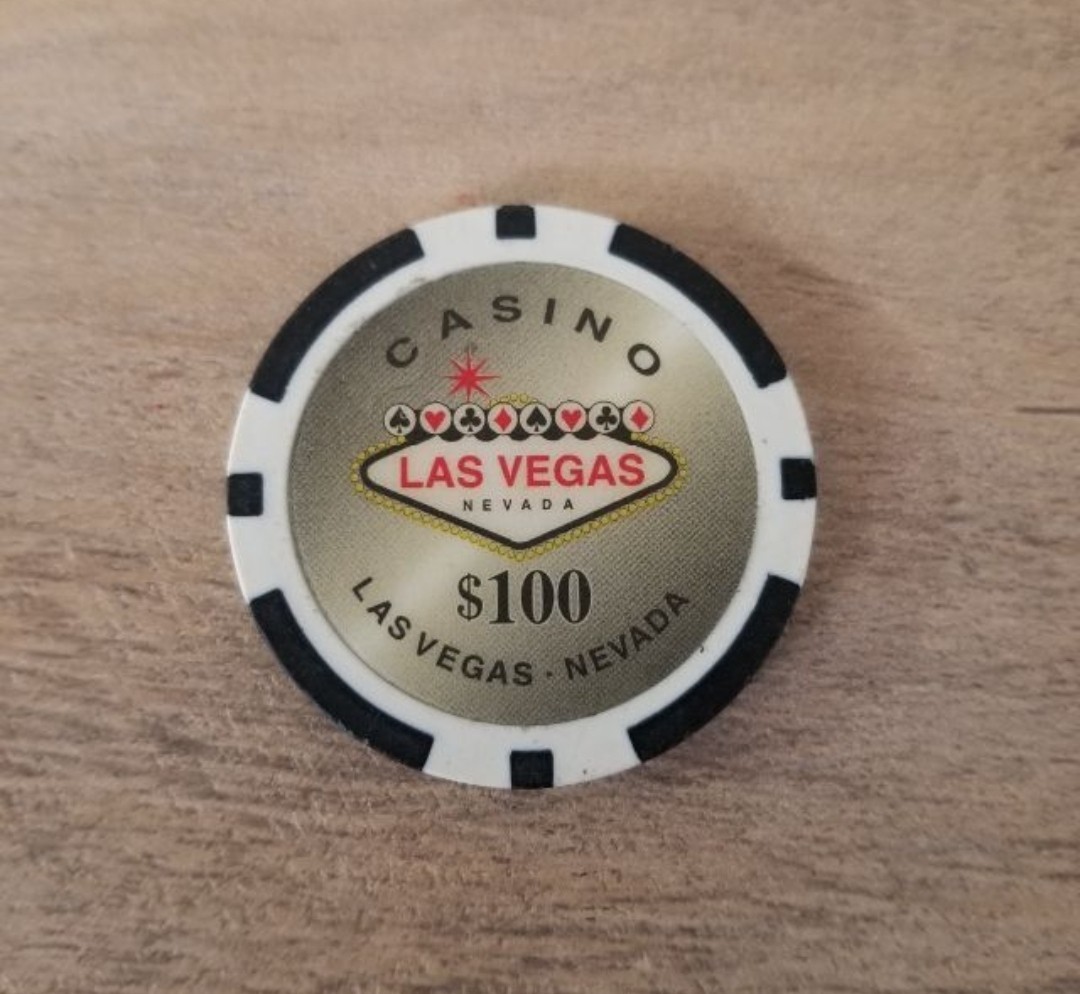 CASINO
LAS VEGAS
NEVADA
$100
LAS VEGAS · NEVADA